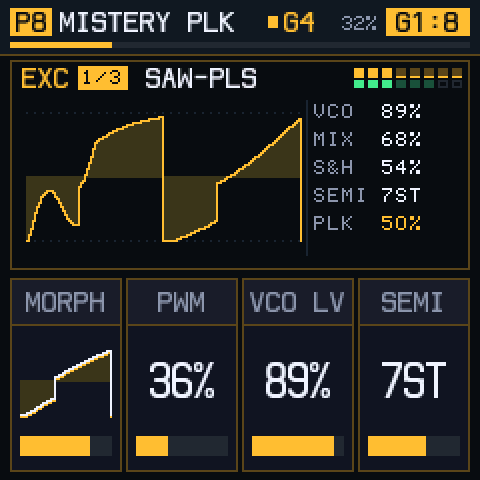 P8 MISTERY PLK G4 32% G1:8
EXC 1/3 SAW-PLS
VCO 89%
MIX 68%
S&H 54%
SEMI 7ST
PLK 50%
MORPH PWM VCO LV SEMI
36% 89% 7ST